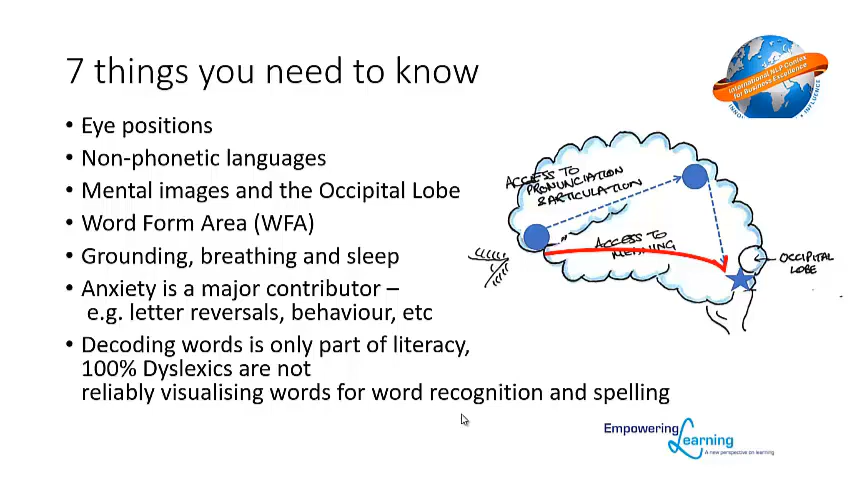 7 things you need to know
• Eye positions
• Non-phonetic languages
• Mental images and the Occipital Lobe
• Word Form Area (WFA)
• Grounding, breathing and sleep
• Anxiety is a major contributor –
e.g. letter reversals, behaviour, etc
• Decoding words is only part of literacy,
100% Dyslexics are not
reliably visualising words for word recognition and spelling
International NLP Conf
for Business Excellence
INFLUENCE
ACCESS TO
PRONUNCIATION
& ARTICULATION
ACCESS TO
MEANING
OCCIPITAL
LOBE
Empowering
Learning
A new perspective on learning